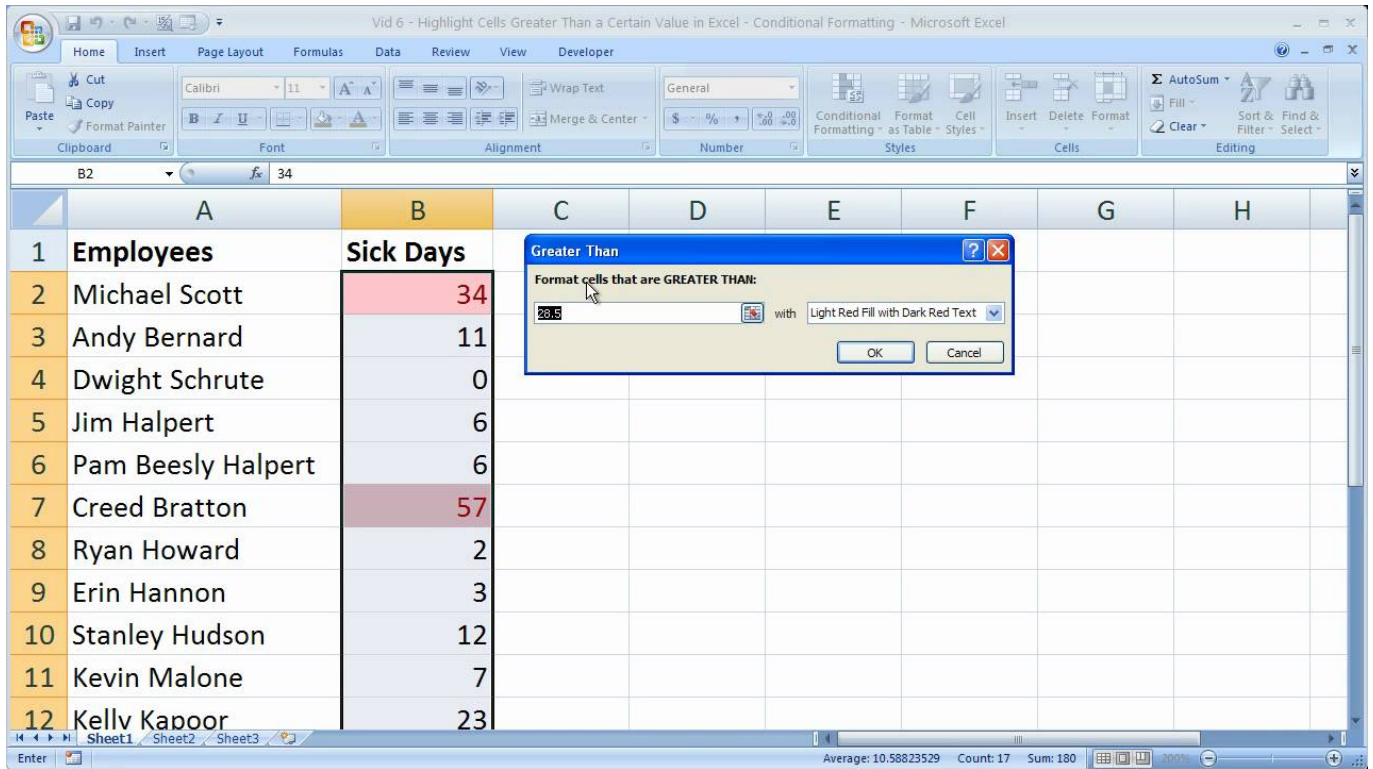 Vid 6 - Highlight Cells Greater Than a Certain Value in Excel - Conditional Formatting - Microsoft Excel
Home Insert Page Layout Formulas Data Review View Developer
Paste
Cut
Copy
Format Painter
Clipboard
Calibri 11
B I U
Font
Wrap Text
Merge & Center
Alignment
General
$ % ,
Number
Conditional Formatting
Format as Table
Cell Styles
Styles
Insert Delete Format
Cells
Σ AutoSum
Fill
Clear
Sort & Filter
Find & Select
Editing
B2 fx 34
A B C D E F G H
1 Employees Sick Days
2 Michael Scott 34
3 Andy Bernard 11
4 Dwight Schrute 0
5 Jim Halpert 6
6 Pam Beesly Halpert 6
7 Creed Bratton 57
8 Ryan Howard 2
9 Erin Hannon 3
10 Stanley Hudson 12
11 Kevin Malone 7
12 Kelly Kapoor 23
Greater Than
Format cells that are GREATER THAN:
28.5 with Light Red Fill with Dark Red Text
OK Cancel
Sheet1 Sheet2 Sheet3
Enter Average: 10.58823529 Count: 17 Sum: 180 200%